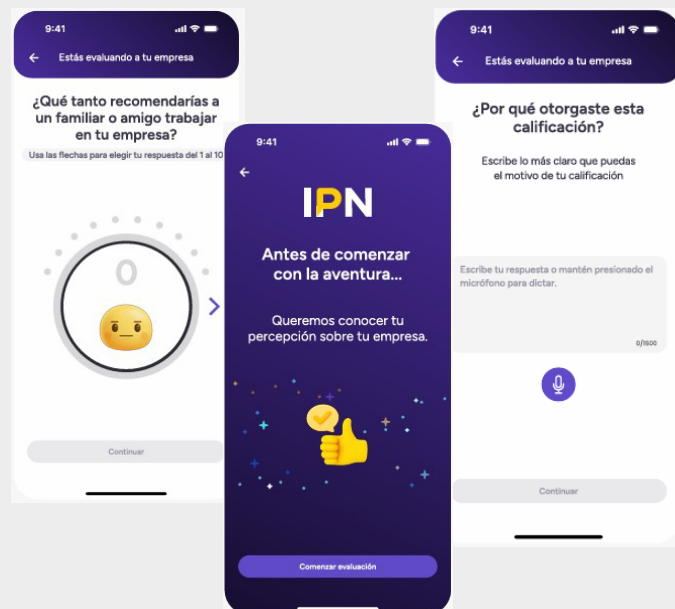 9:41
Estás evaluando a tu empresa
¿Qué tanto recomendarías a
un familiar o amigo trabajar
en tu empresa?
Usa las flechas para elegir tu respuesta del 1 al 10
0
Continuar
9:41
IPN
Antes de comenzar
con la aventura...
Queremos conocer tu
percepción sobre tu empresa.
Comenzar evaluación
9:41
Estás evaluando a tu empresa
¿Por qué otorgaste esta
calificación?
Escribe lo más claro que puedas
el motivo de tu calificación
Escribe tu respuesta o mantén presionado el
micrófono para dictar.
0/1500
Continuar